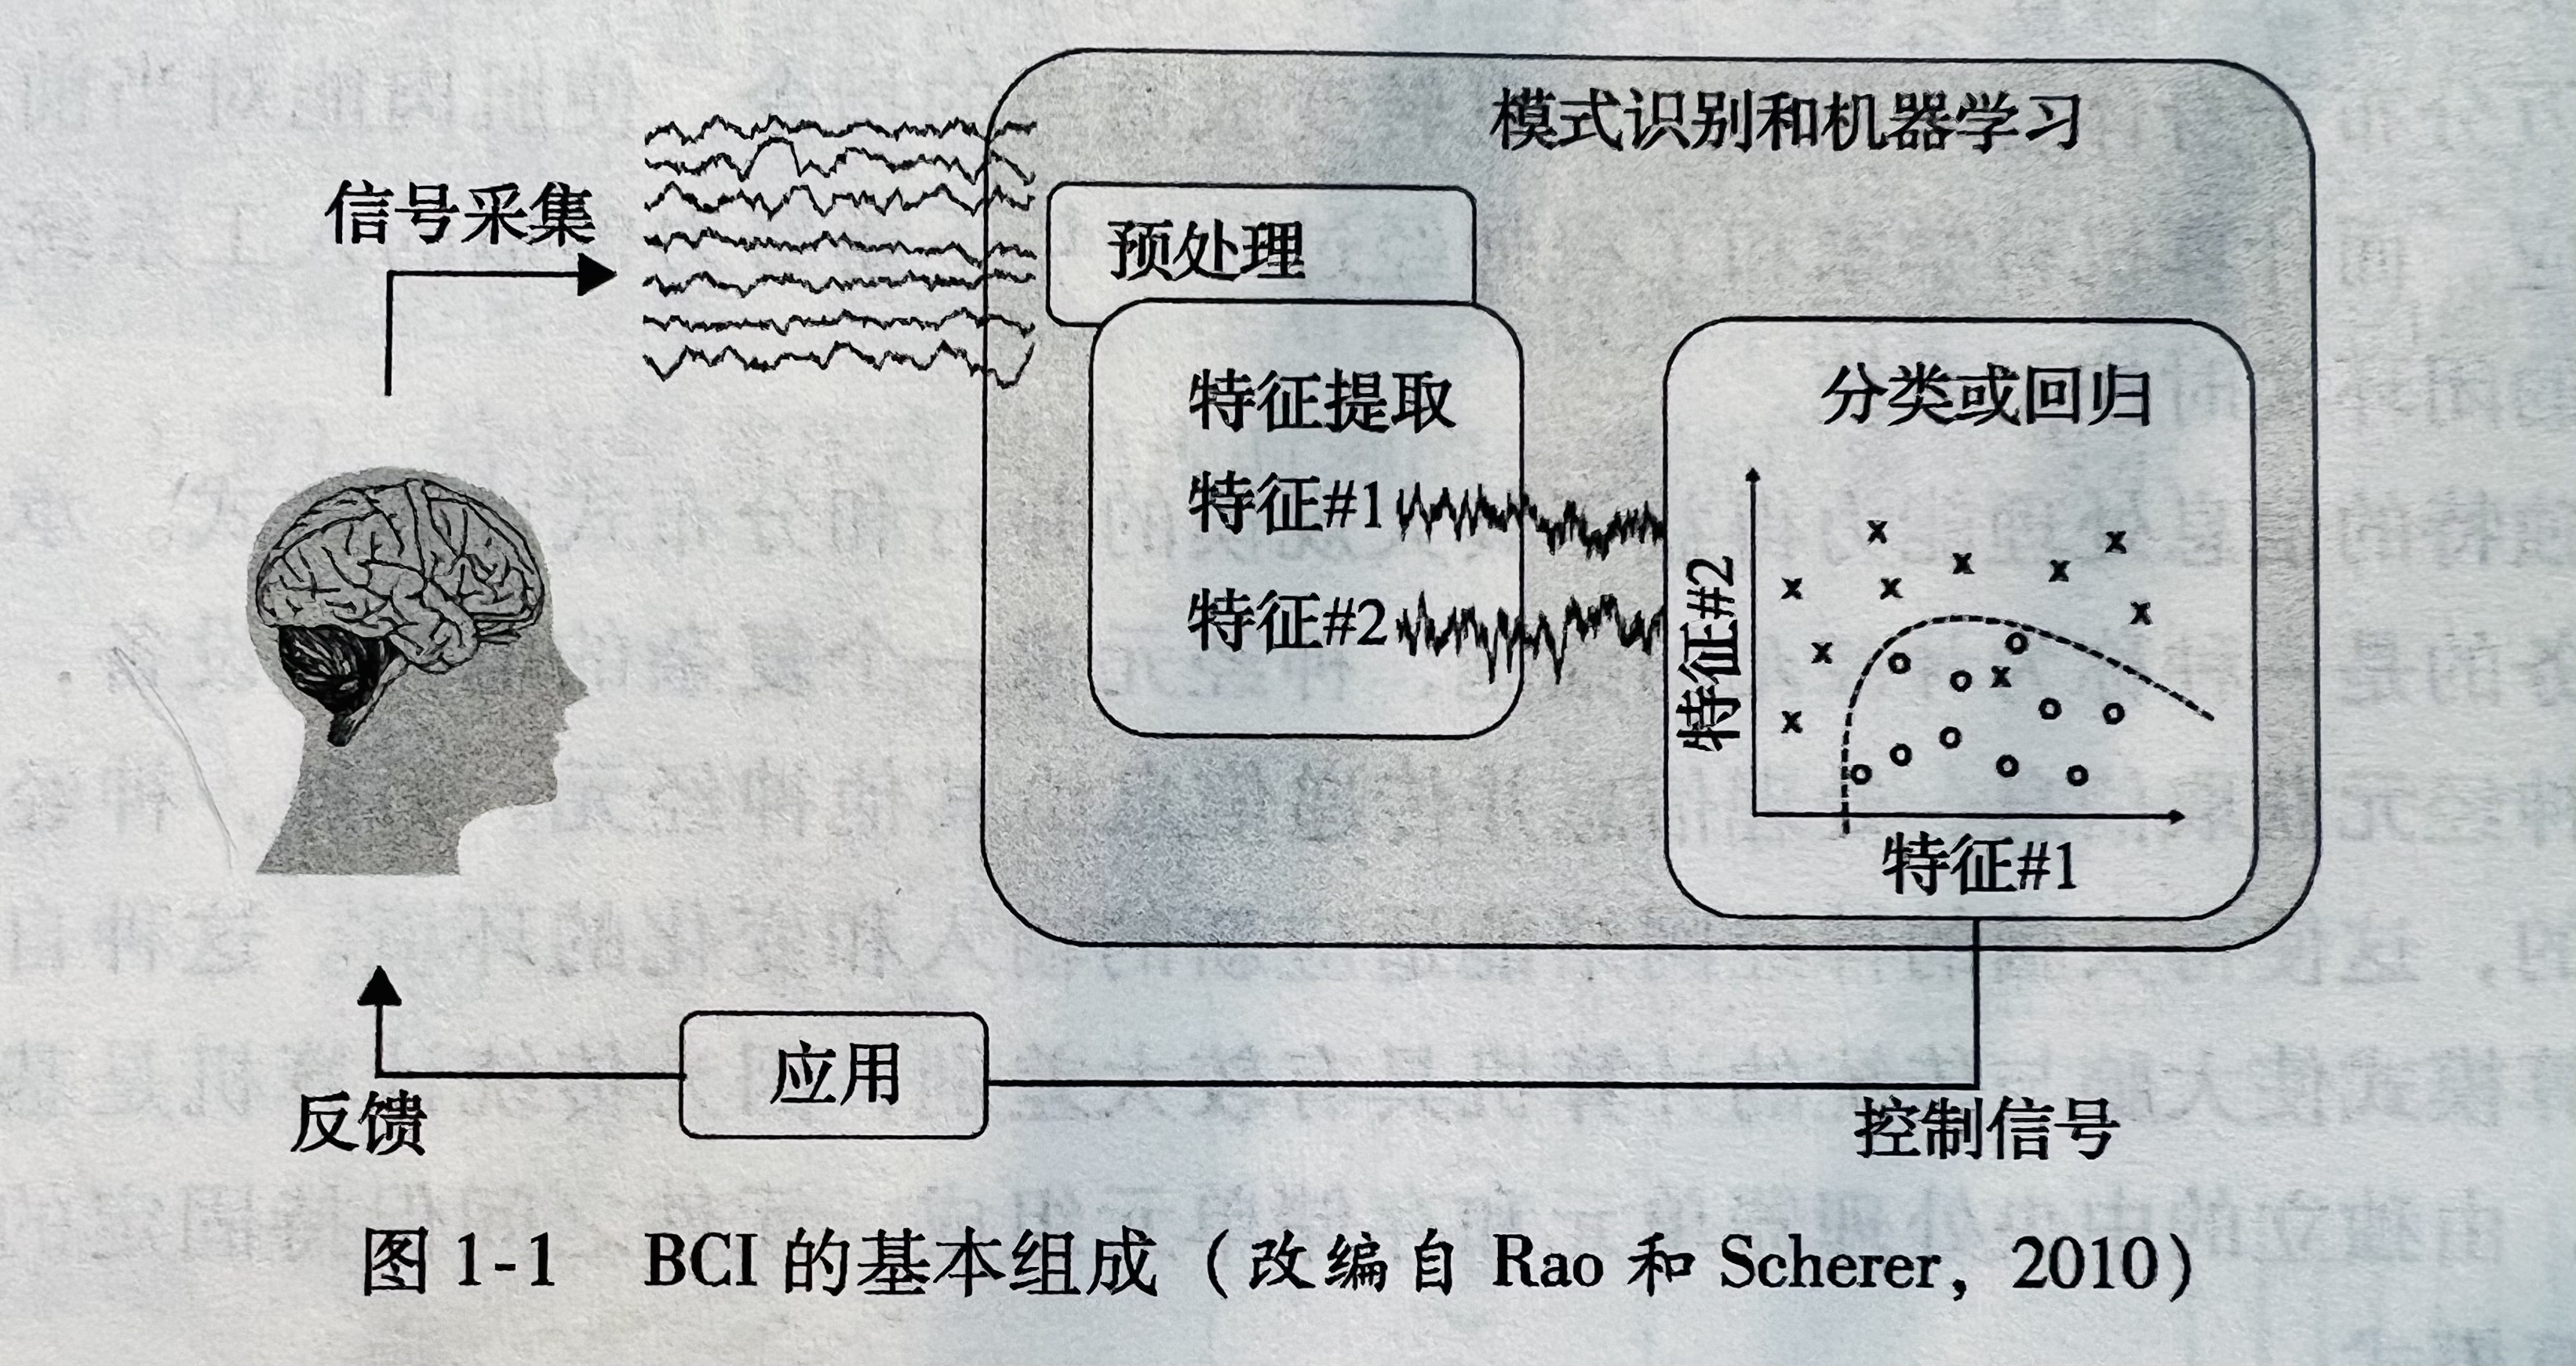 模式识别和机器学习
信号采集
预处理
特征提取
特征#1
特征#2
分类或回归
特征#2
特征#1
应用
反馈
控制信号
图 1-1 BCI 的基本组成（改编自 Rao 和 Scherer，2010）